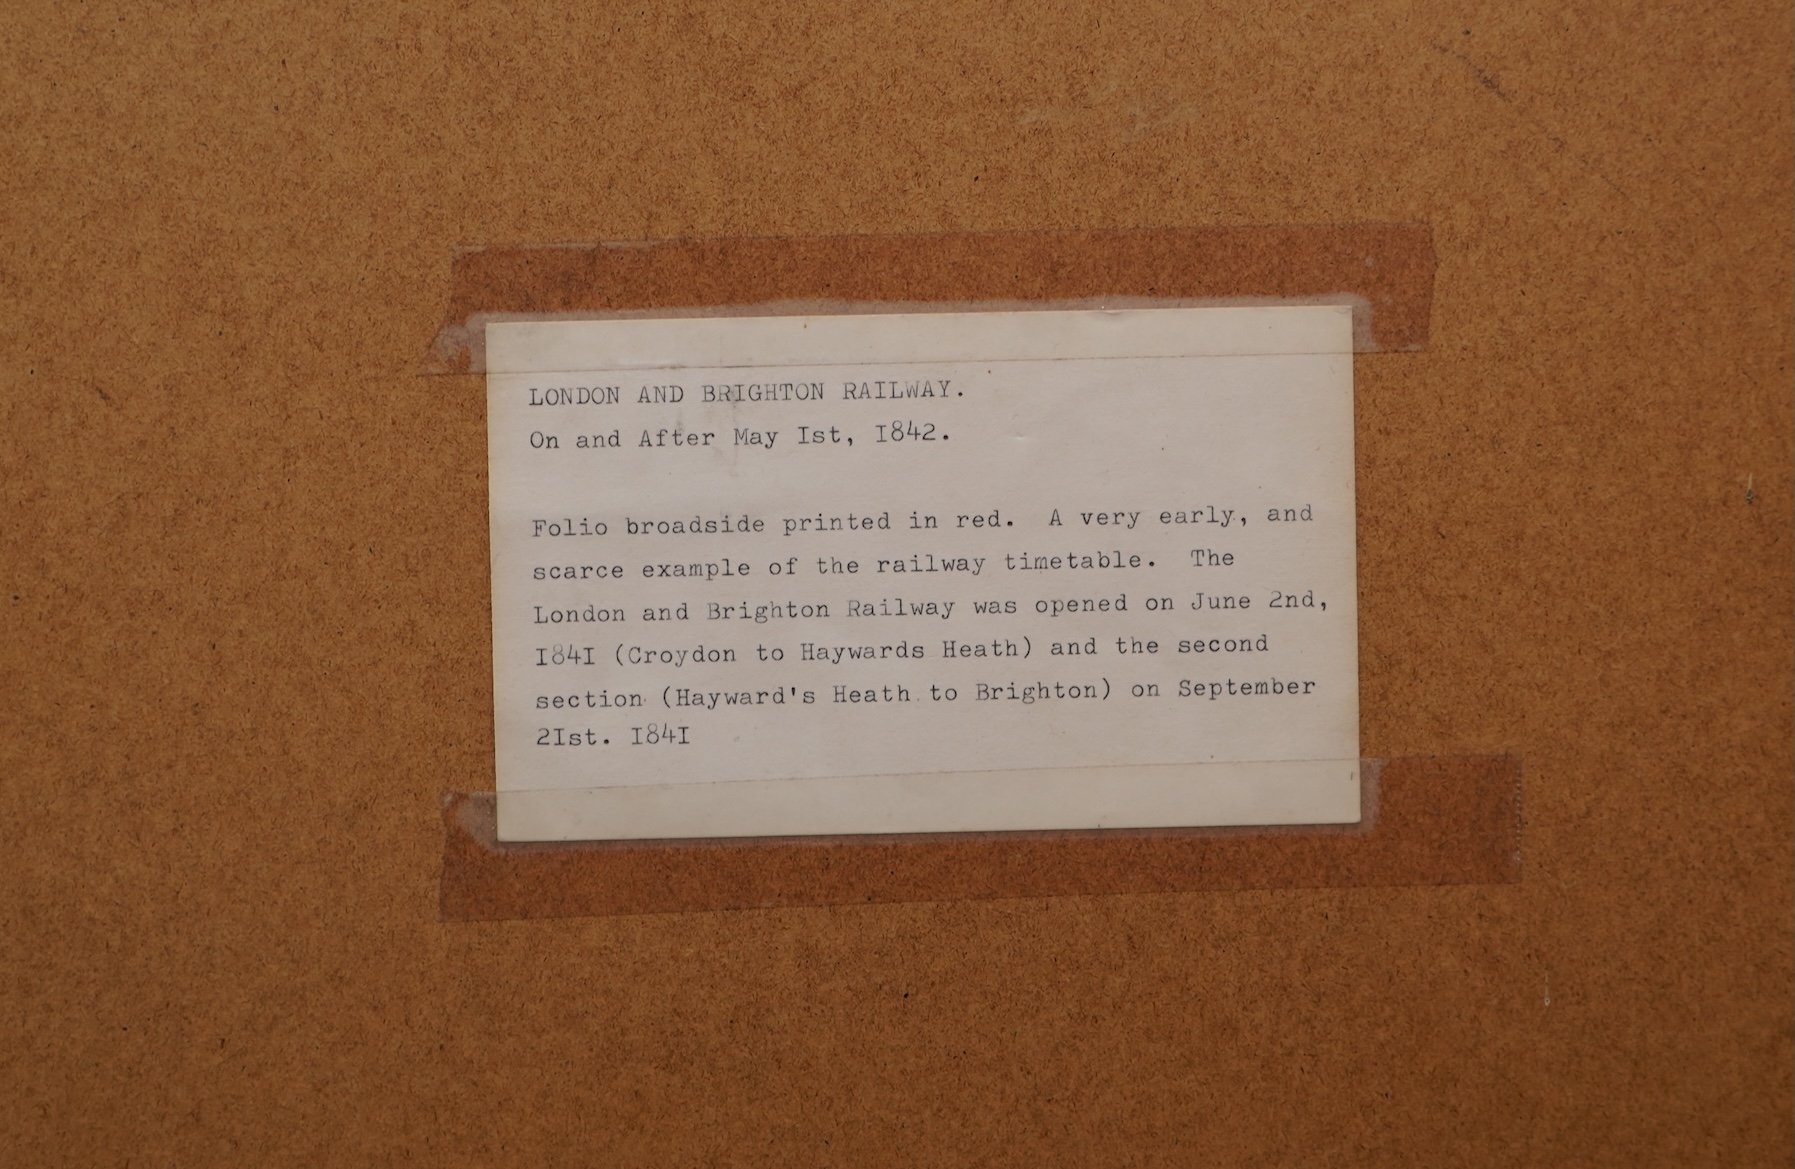 LONDON AND BRIGHTON RAILWAY.
On and After May Ist, I842.
Folio broadside printed in red. A very early, and
scarce example of the railway timetable. The
London and Brighton Railway was opened on June 2nd,
I84I (Croydon to Haywards Heath) and the second
section (Hayward's Heath to Brighton) on September
2Ist. I84I